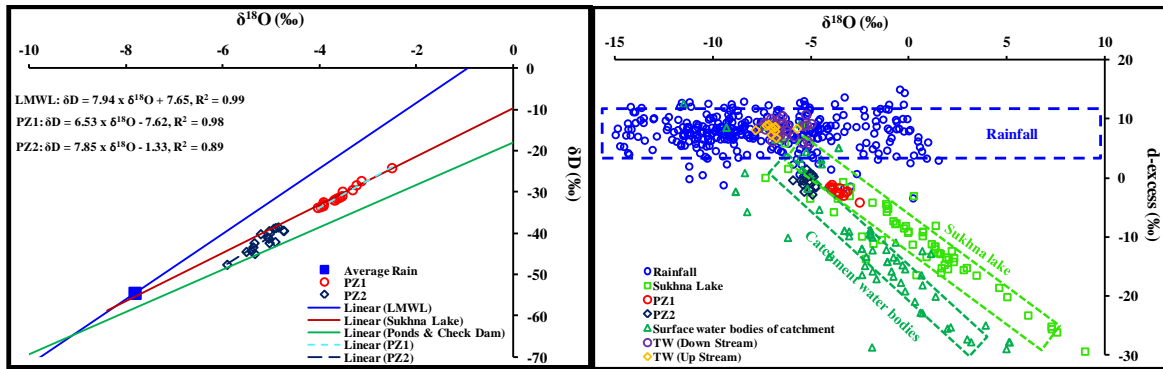 δ18O (‰)
-10 -8 -6 -4 -2 0
0
-10
-20
-30
-40
-50
-60
-70
δD (‰)
LMWL: δD = 7.94 x δ18O + 7.65, R2 = 0.99
PZ1: δD = 6.53 x δ18O - 7.62, R2 = 0.98
PZ2: δD = 7.85 x δ18O - 1.33, R2 = 0.89
Average Rain
PZ1
PZ2
Linear (LMWL)
Linear (Sukhna Lake)
Linear (Ponds & Check Dam)
Linear (PZ1)
Linear (PZ2)
δ18O (‰)
-15 -10 -5 0 5 10
20
10
0
-10
-20
-30
d-excess (‰)
Rainfall
Sukhna lake
Catchment water bodies
Rainfall
Sukhna Lake
PZ1
PZ2
Surface water bodies of catchment
TW (Down Stream)
TW (Up Stream)